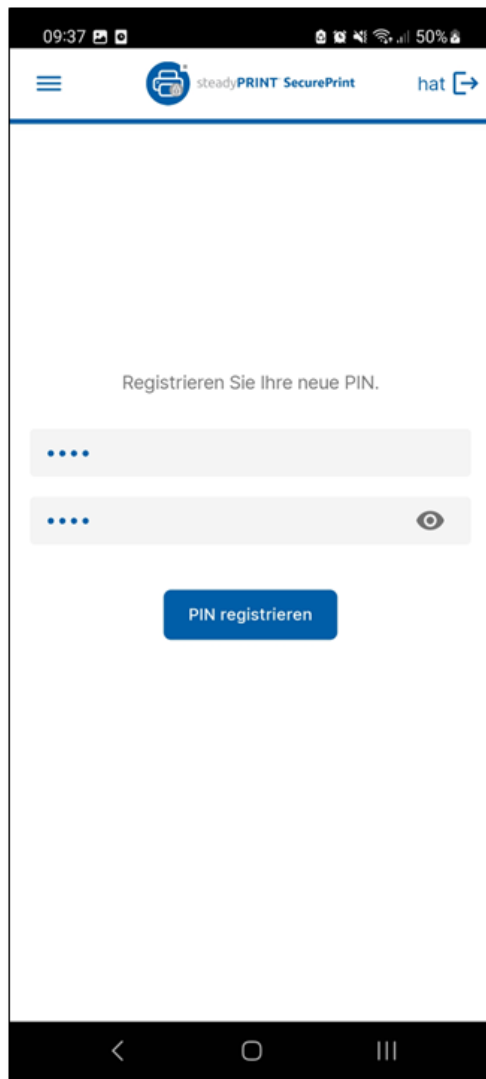 09:37
50%
steadyPRINT SecurePrint
hat
Registrieren Sie Ihre neue PIN.
••••
••••
PIN registrieren